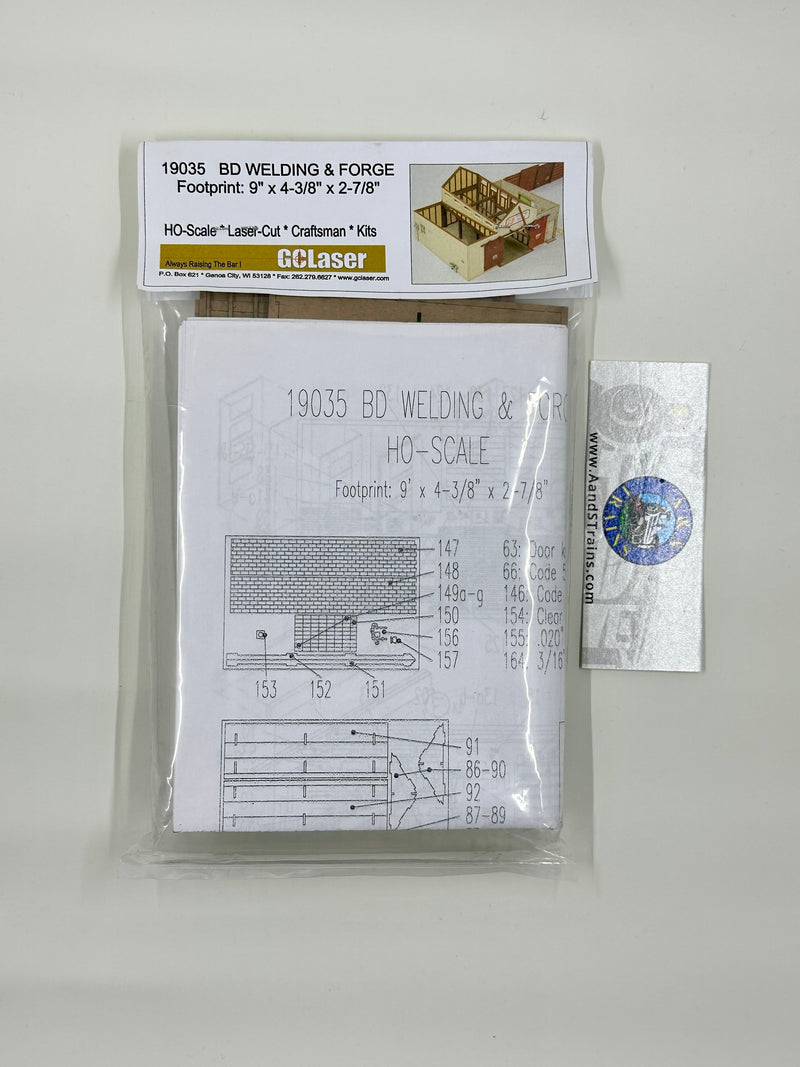 19035 BD WELDING & FORGE
Footprint: 9" x 4-3/8" x 2-7/8"
HO-Scale * Laser-Cut * Craftsman * Kits
Always Raising The Bar !
GCLaser
P.O. Box 621 * Genoa City, WI 53128 * Fax: 262.279.6627 * www.gclaser.com
19035 BD WELDING & FORG
HO-SCALE
Footprint: 9' x 4-3/8" x 2-7/8"
147
148
149a-g
150
156
157
153
152
151
63: Door k
66: Code 5
146: Code
154: Clear
155: .020"
164: 3/16
91
86-90
92
87-89
www.AandSTrains.com
TRAINS